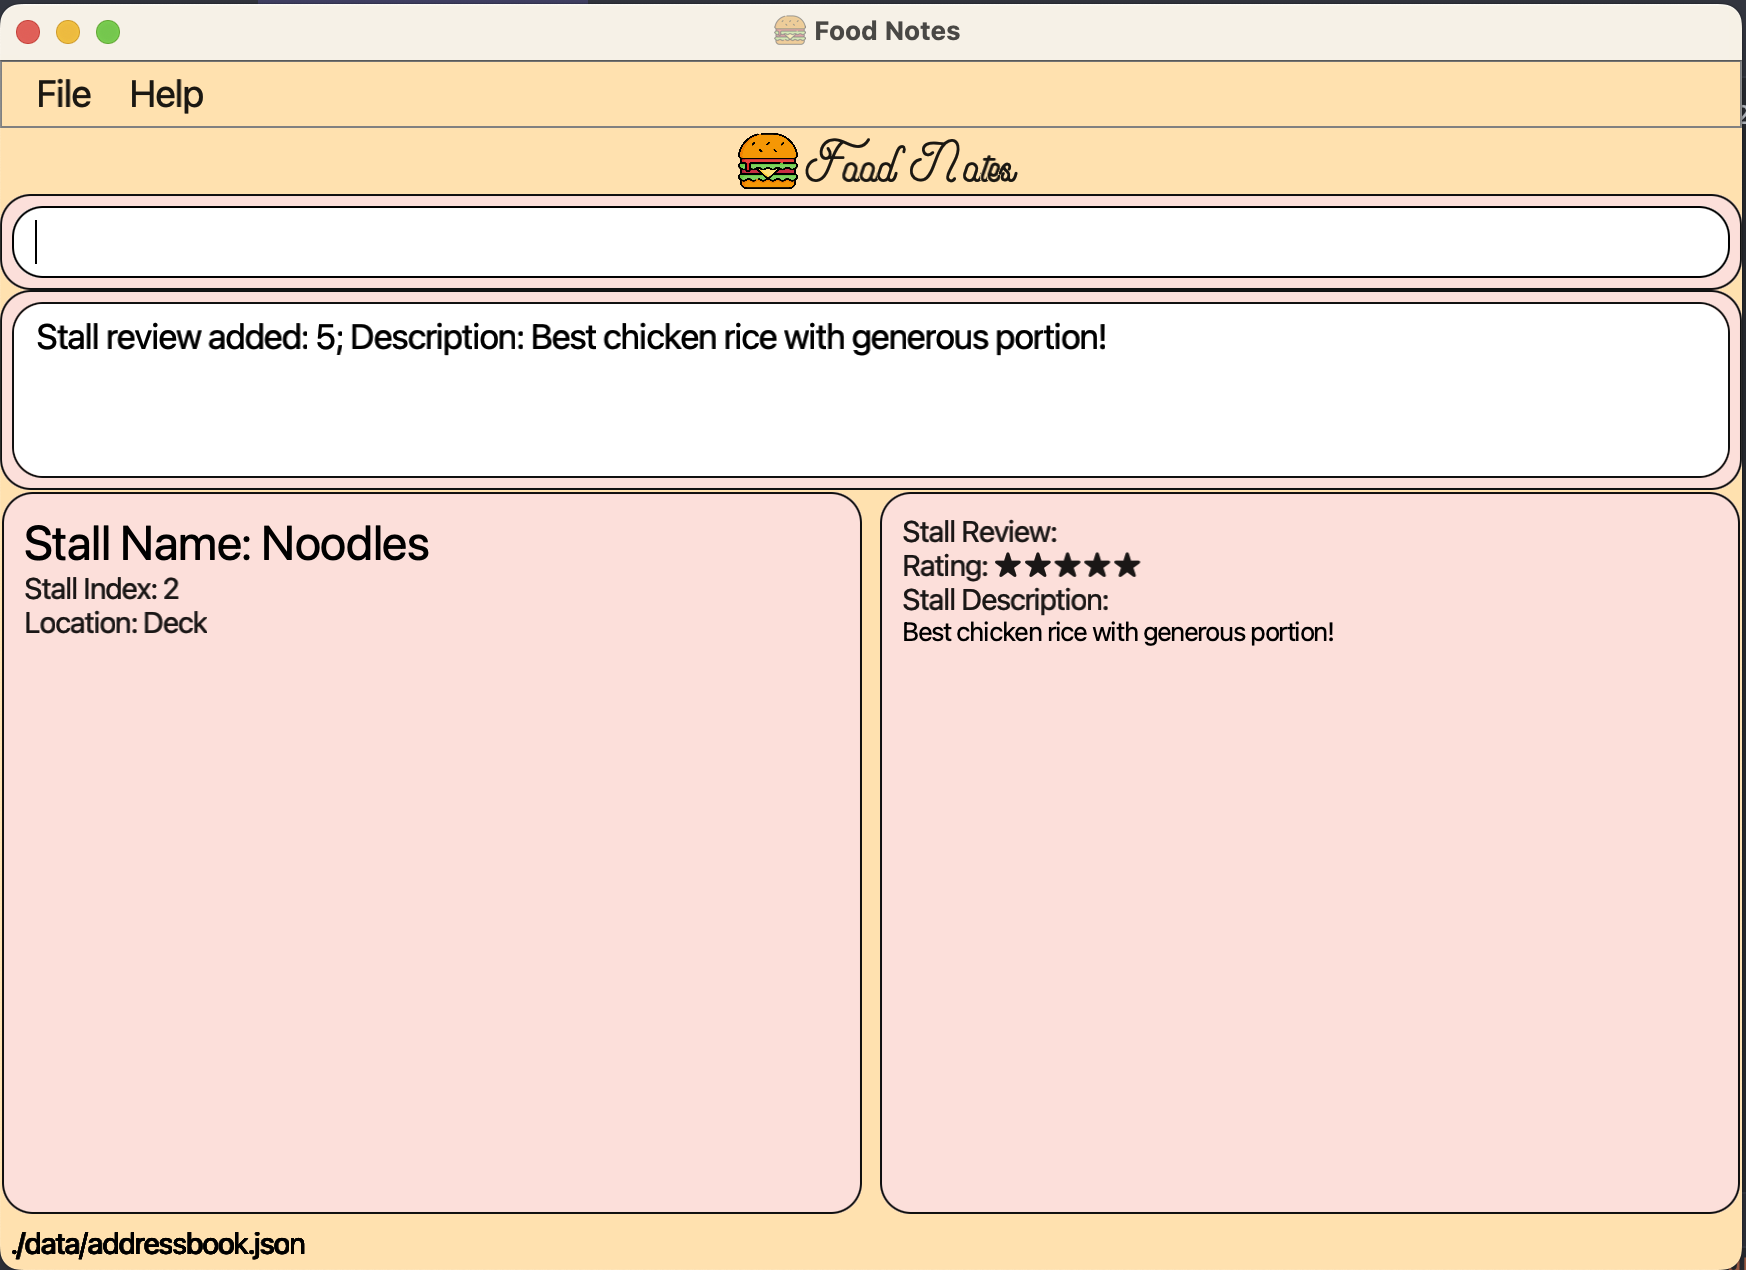 Food Notes
File Help
Food Notes
Stall review added: 5; Description: Best chicken rice with generous portion!
Stall Name: Noodles
Stall Index: 2
Location: Deck
Stall Review:
Rating: ★★★★★
Stall Description:
Best chicken rice with generous portion!
./data/addressbook.json